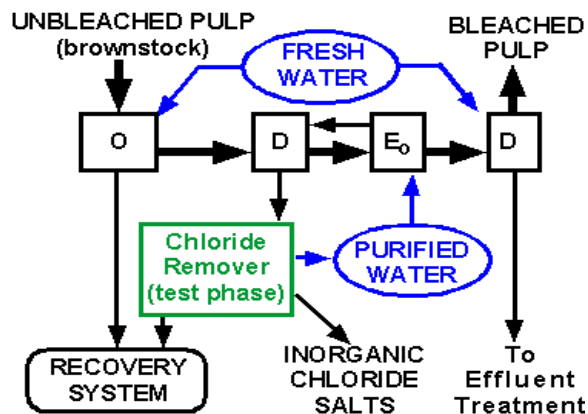 UNBLEACHED PULP
(brownstock)
FRESH
WATER
BLEACHED
PULP
O
D
Eo
D
Chloride
Remover
(test phase)
PURIFIED
WATER
RECOVERY
SYSTEM
INORGANIC
CHLORIDE
SALTS
To
Effluent
Treatment